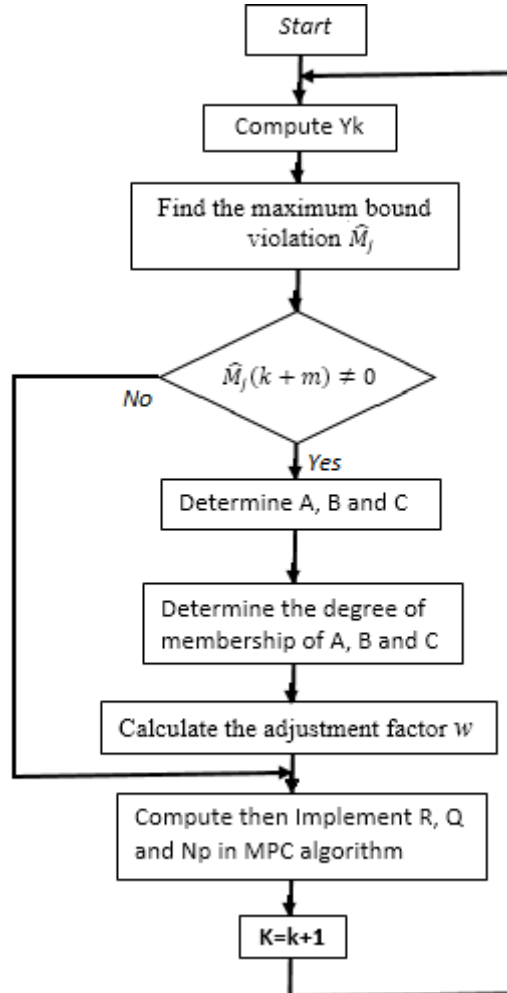 Start
Compute Yk
Find the maximum bound
violation M̂ⱼ
M̂ⱼ(k + m) ≠ 0
No
Yes
Determine A, B and C
Determine the degree of
membership of A, B and C
Calculate the adjustment factor w
Compute then Implement R, Q
and Np in MPC algorithm
K=k+1